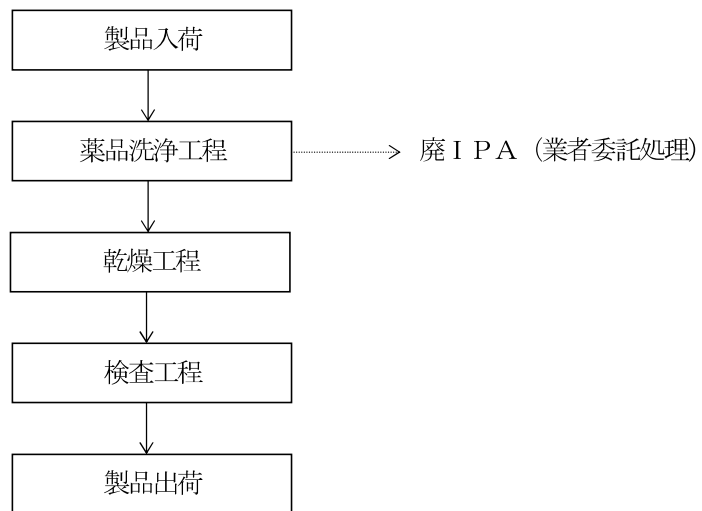 製品入荷
薬品洗浄工程
廃ＩＰＡ（業者委託処理）
乾燥工程
検査工程
製品出荷